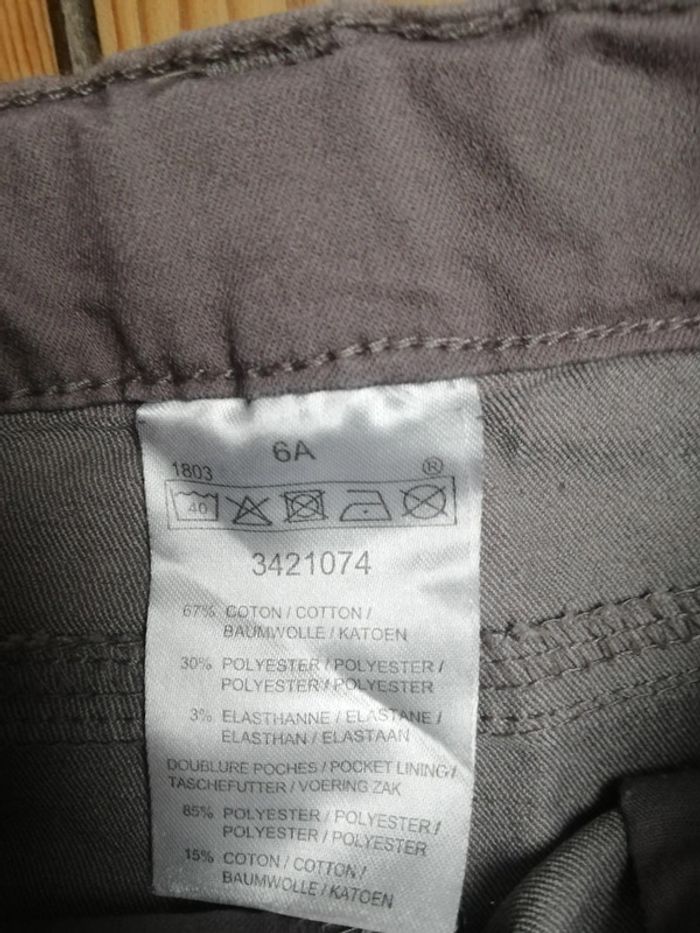 6A
1803 ®
40
3421074
67% COTON / COTTON /
BAUMWOLLE / KATOEN
30% POLYESTER / POLYESTER /
POLYESTER / POLYESTER
3% ELASTHANNE / ELASTANE /
ELASTHAN / ELASTAAN
DOUBLURE POCHES / POCKET LINING /
TASCHEFUTTER / VOERING ZAK
85% POLYESTER / POLYESTER /
POLYESTER / POLYESTER
15% COTON / COTTON /
BAUMWOLLE / KATOEN